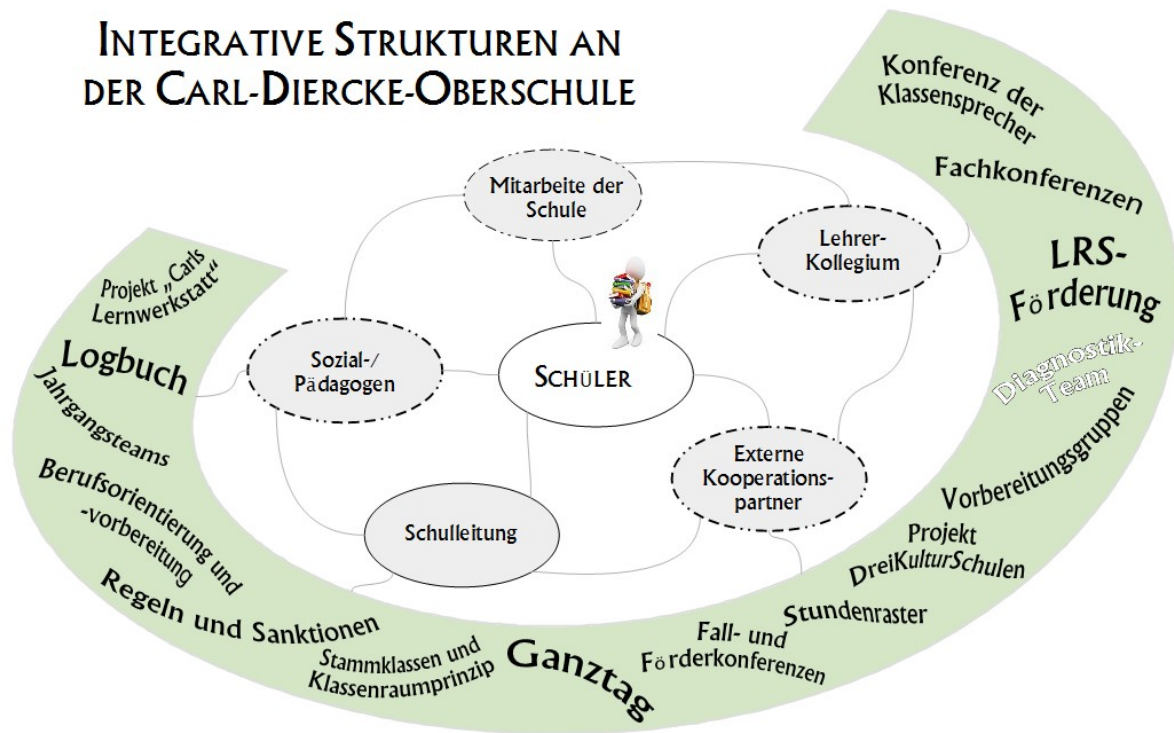 INTEGRATIVE STRUKTUREN AN
DER CARL-DIERCKE-OBERSCHULE
Mitarbeite der
Schule
Lehrer-
Kollegium
Sozial-/
Pädagogen
SCHÜLER
Externe
Kooperations-
partner
Schulleitung
Projekt „Carls
Lernwerkstatt“
Logbuch
Jahrgangsteams
Berufsorientierung und
-vorbereitung
Regeln und Sanktionen
Stammklassen und
Klassenraumprinzip
Ganztag
Fall- und
Förderkonferenzen
Stundenraster
Projekt
DreiKulturSchulen
Vorbereitungsgruppen
Diagnostik-
Team
LRS-
Förderung
Fachkonferenzen
Konferenz der
Klassensprecher